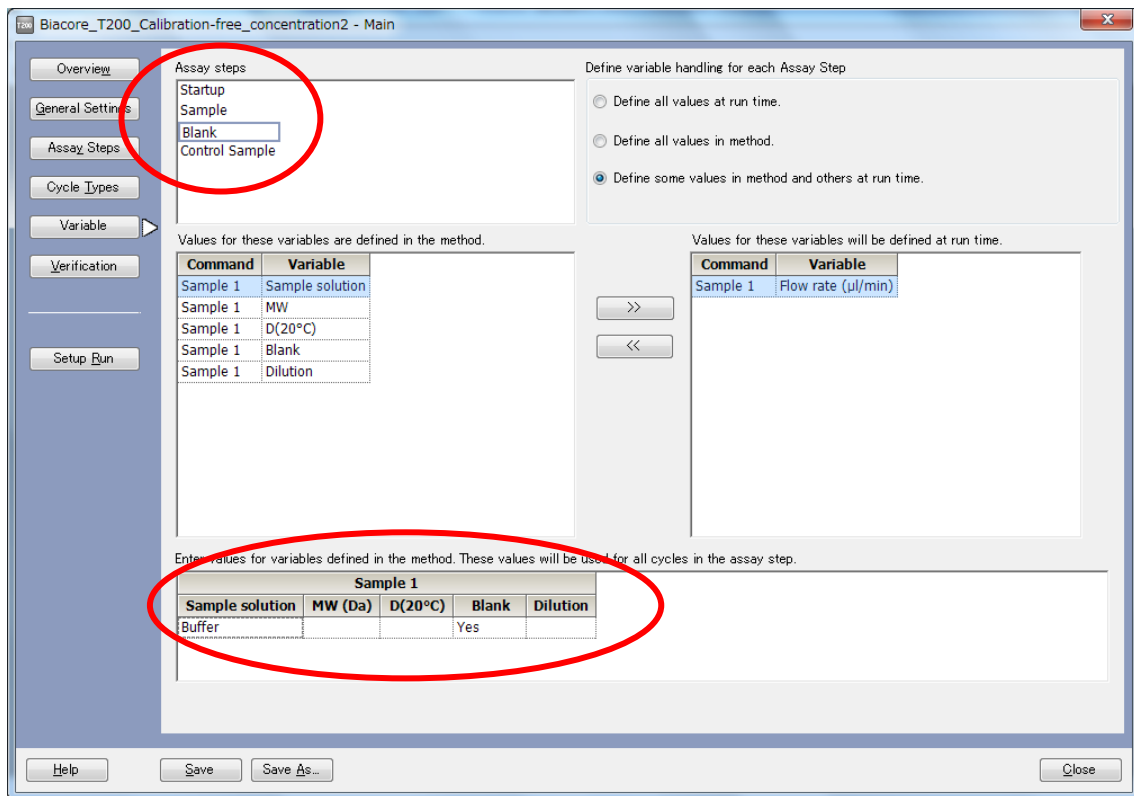 T200 Biacore_T200_Calibration-free_concentration2 - Main
X
Overview
General Settings
Assay Steps
Cycle Types
Variable
Verification
Setup Run
Assay steps
Startup
Sample
Blank
Control Sample
Define variable handling for each Assay Step
Define all values at run time.
Define all values in method.
Define some values in method and others at run time.
Values for these variables are defined in the method.
Command Variable
Sample 1 Sample solution
Sample 1 MW
Sample 1 D(20°C)
Sample 1 Blank
Sample 1 Dilution
>>
<<
Values for these variables will be defined at run time.
Command Variable
Sample 1 Flow rate (µl/min)
Enter values for variables defined in the method. These values will be used for all cycles in the assay step.
Sample 1
Sample solution MW (Da) D(20°C) Blank Dilution
Buffer Yes
Help Save Save As... Close